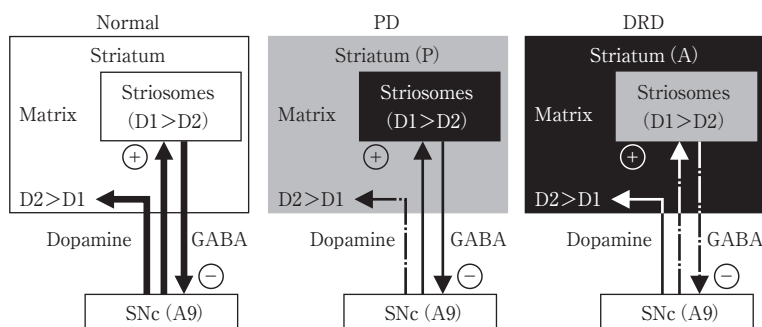 Normal
Striatum
Striosomes
(D1>D2)
Matrix
+
D2>D1
Dopamine
GABA
−
SNc (A9)
PD
Striatum (P)
Striosomes
(D1>D2)
Matrix
+
D2>D1
Dopamine
GABA
−
SNc (A9)
DRD
Striatum (A)
Striosomes
(D1>D2)
Matrix
+
D2>D1
Dopamine
GABA
−
SNc (A9)